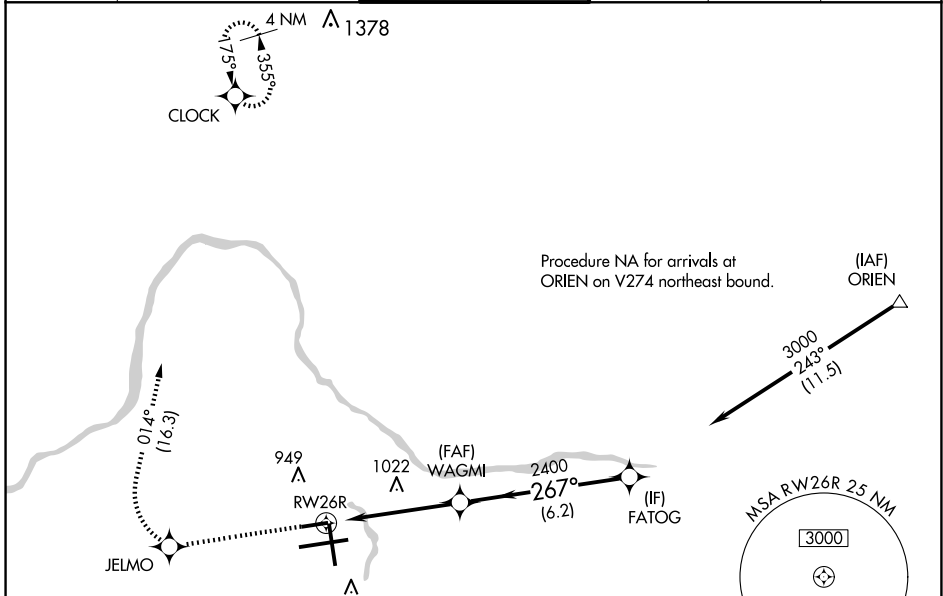 4 NM
1378
175°
355°
CLOCK
Procedure NA for arrivals at
ORIEN on V274 northeast bound.
(IAF)
ORIEN
3000
243°
(11.5)
014°
(16.3)
949
1022
(FAF)
WAGMI
2400
267°
(6.2)
(IF)
FATOG
RW26R
JELMO
MSA RW26R 25 NM
3000